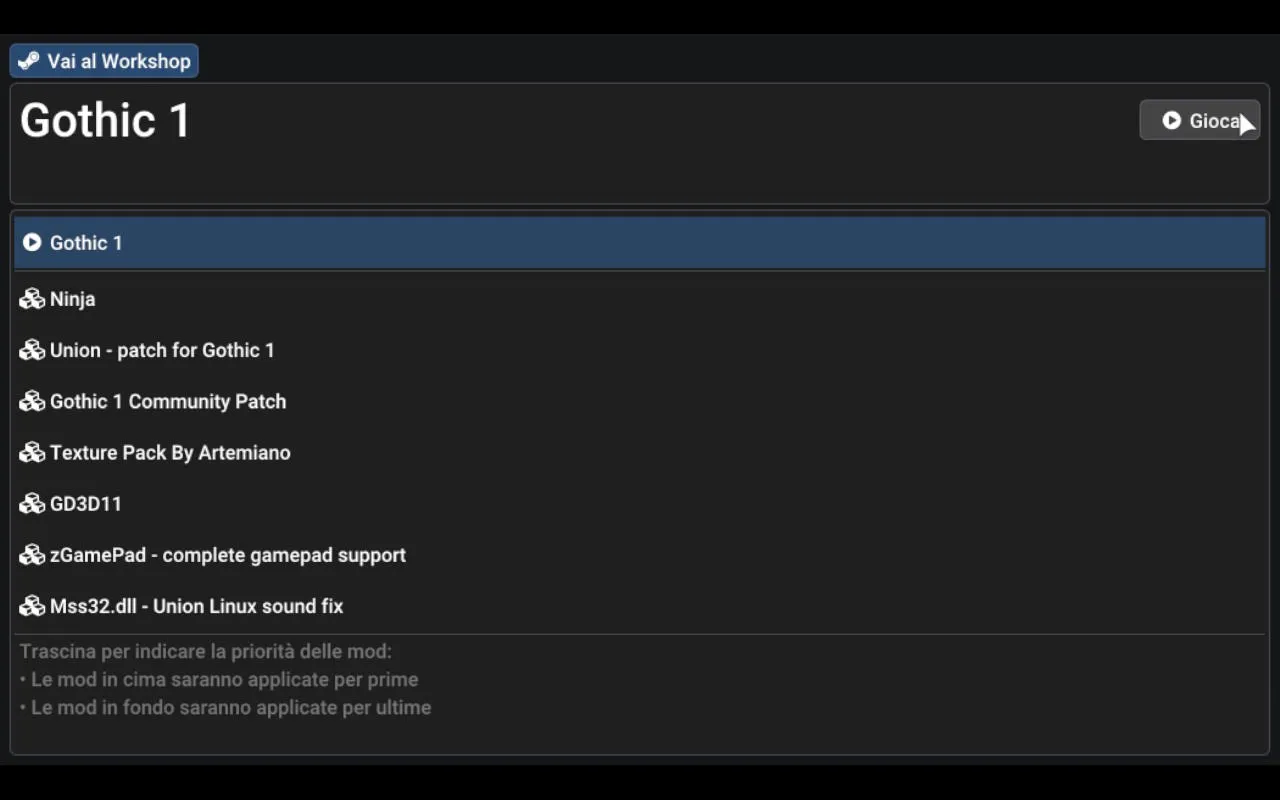 Vai al Workshop
Gothic 1
Gioca
Gothic 1
Ninja
Union - patch for Gothic 1
Gothic 1 Community Patch
Texture Pack By Artemiano
GD3D11
zGamePad - complete gamepad support
Mss32.dll - Union Linux sound fix
Trascina per indicare la priorità delle mod:
• Le mod in cima saranno applicate per prime
• Le mod in fondo saranno applicate per ultime